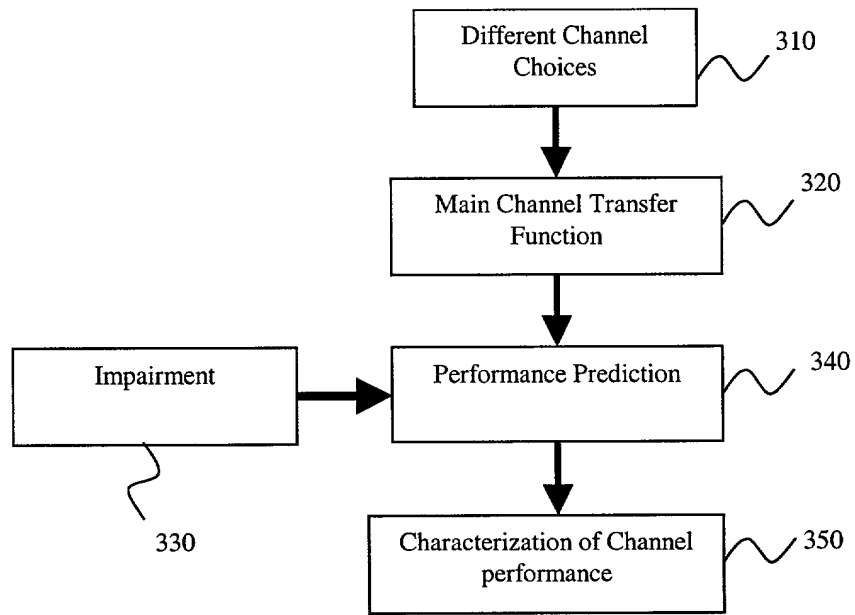 Different Channel
Choices
310
Main Channel Transfer
Function
320
Impairment
330
Performance Prediction
340
Characterization of Channel
performance
350